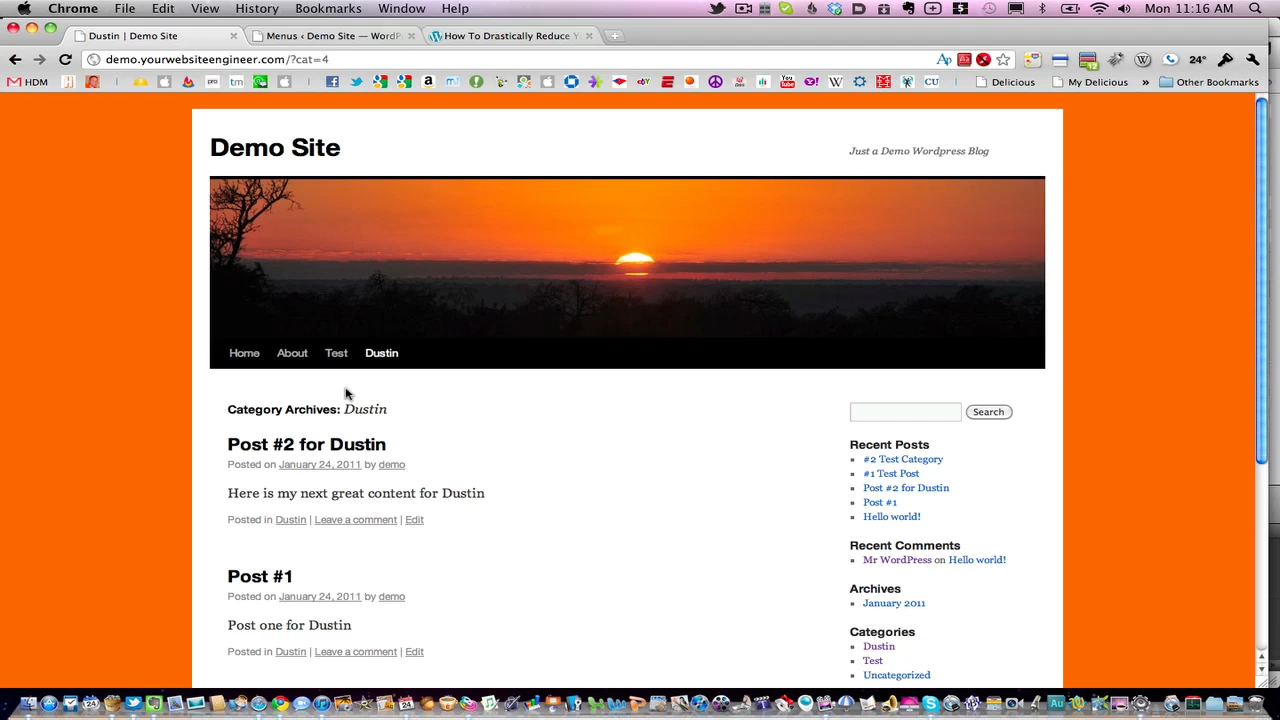 Chrome File Edit View History Bookmarks Window Help Mon 11:16 AM
Dustin | Demo Site Menus ‹ Demo Site — WordP How To Drastically Reduce Y
demo.yourwebsiteengineer.com/?cat=4 24°
HDM Delicious My Delicious » Other Bookmarks
Demo Site
Just a Demo Wordpress Blog
Home About Test Dustin
Category Archives: Dustin
Search
Post #2 for Dustin
Posted on January 24, 2011 by demo
Here is my next great content for Dustin
Posted in Dustin | Leave a comment | Edit
Post #1
Posted on January 24, 2011 by demo
Post one for Dustin
Posted in Dustin | Leave a comment | Edit
Recent Posts
#2 Test Category
#1 Test Post
Post #2 for Dustin
Post #1
Hello world!
Recent Comments
Mr WordPress on Hello world!
Archives
January 2011
Categories
Dustin
Test
Uncategorized